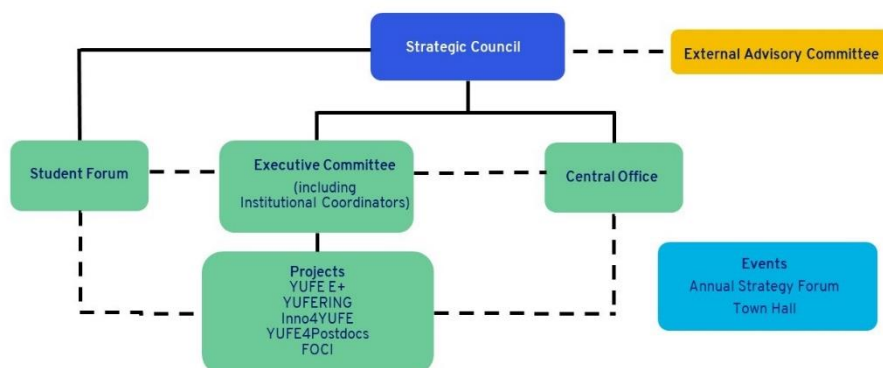 Strategic Council
External Advisory Committee
Student Forum
Executive Committee
(including
Institutional Coordinators)
Central Office
Projects
YUFE E+
YUFERING
Inno4YUFE
YUFE4Postdocs
FOCI
Events
Annual Strategy Forum
Town Hall